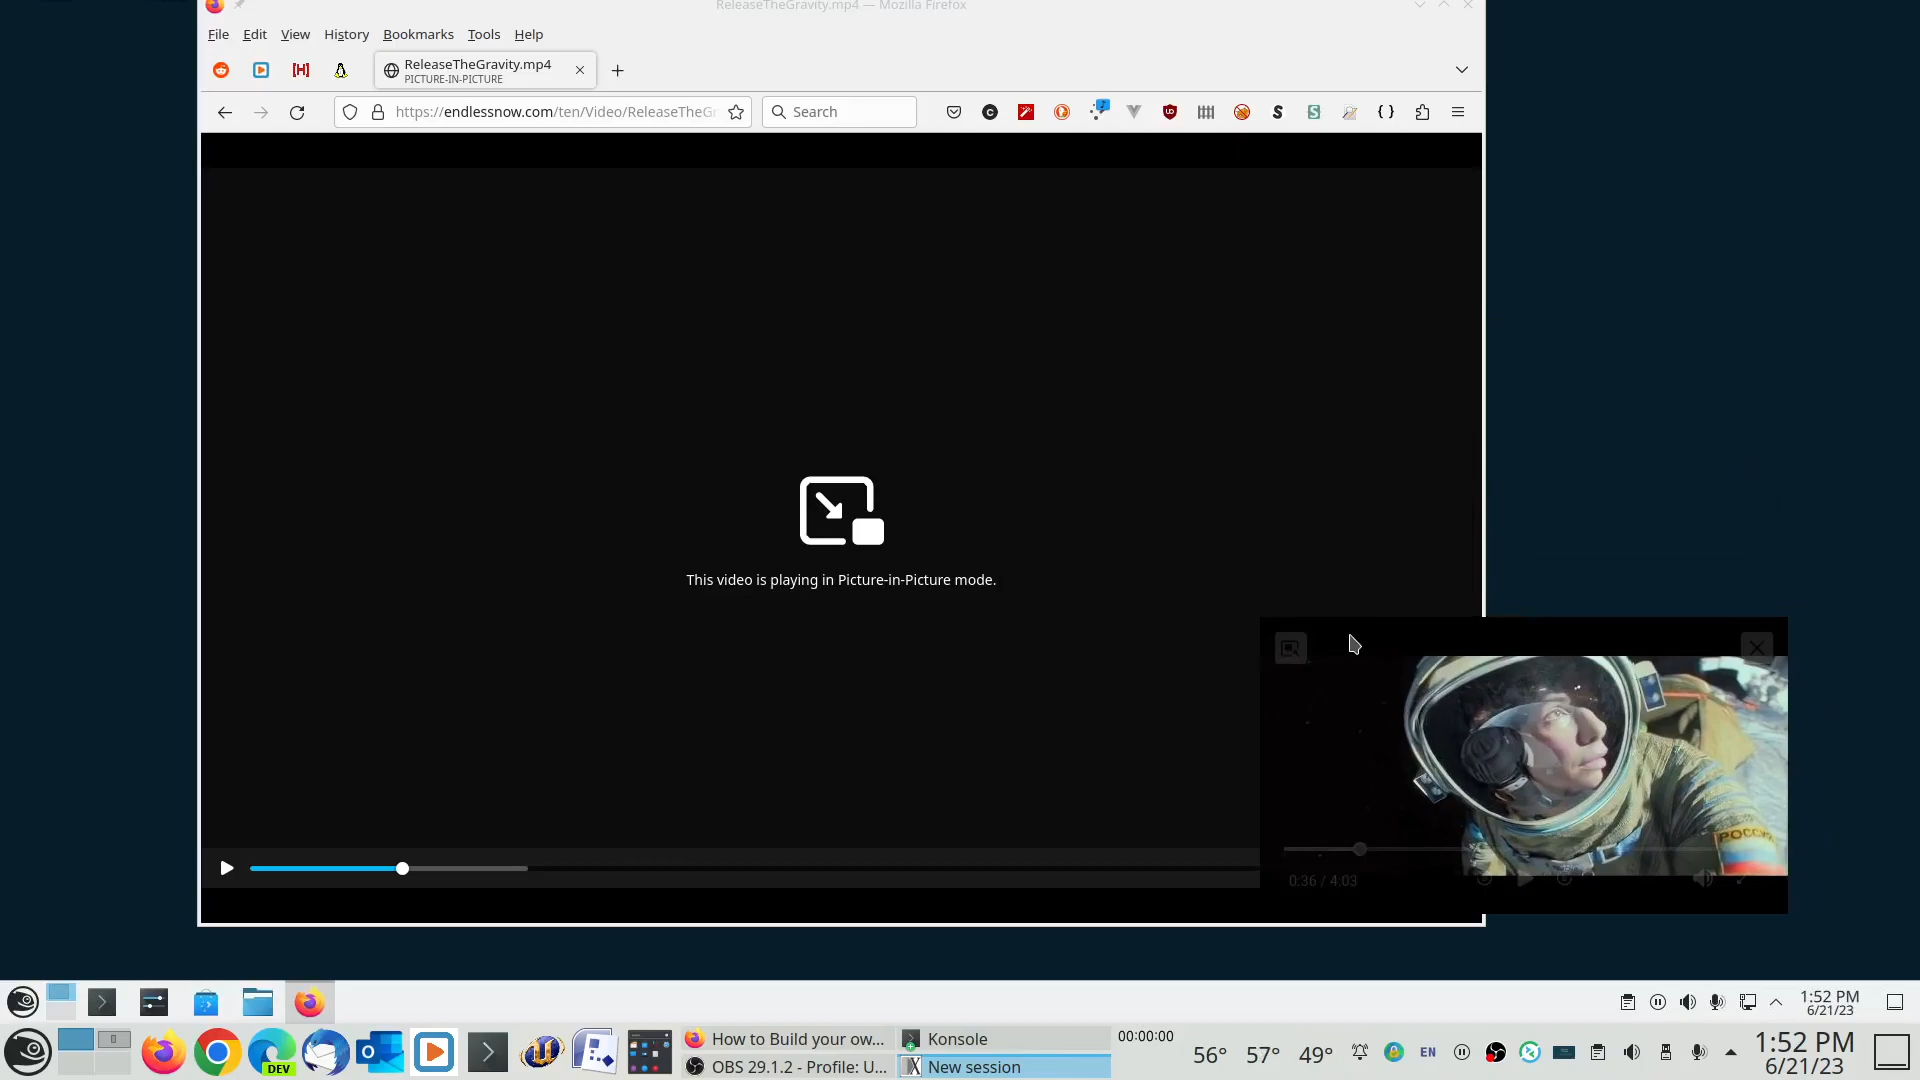 ReleaseTheGravity.mp4 — Mozilla Firefox
File Edit View History Bookmarks Tools Help
[H]
ReleaseTheGravity.mp4
PICTURE-IN-PICTURE
https://endlessnow.com/ten/Video/ReleaseTheGr
Search
This video is playing in Picture-in-Picture mode.
РОССИ
0:36 / 4:03
1:52 PM
6/21/23
DEV
How to Build your ow...
Konsole
OBS 29.1.2 - Profile: U...
New session
00:00:00
56° 57° 49°
EN
1:52 PM
6/21/23